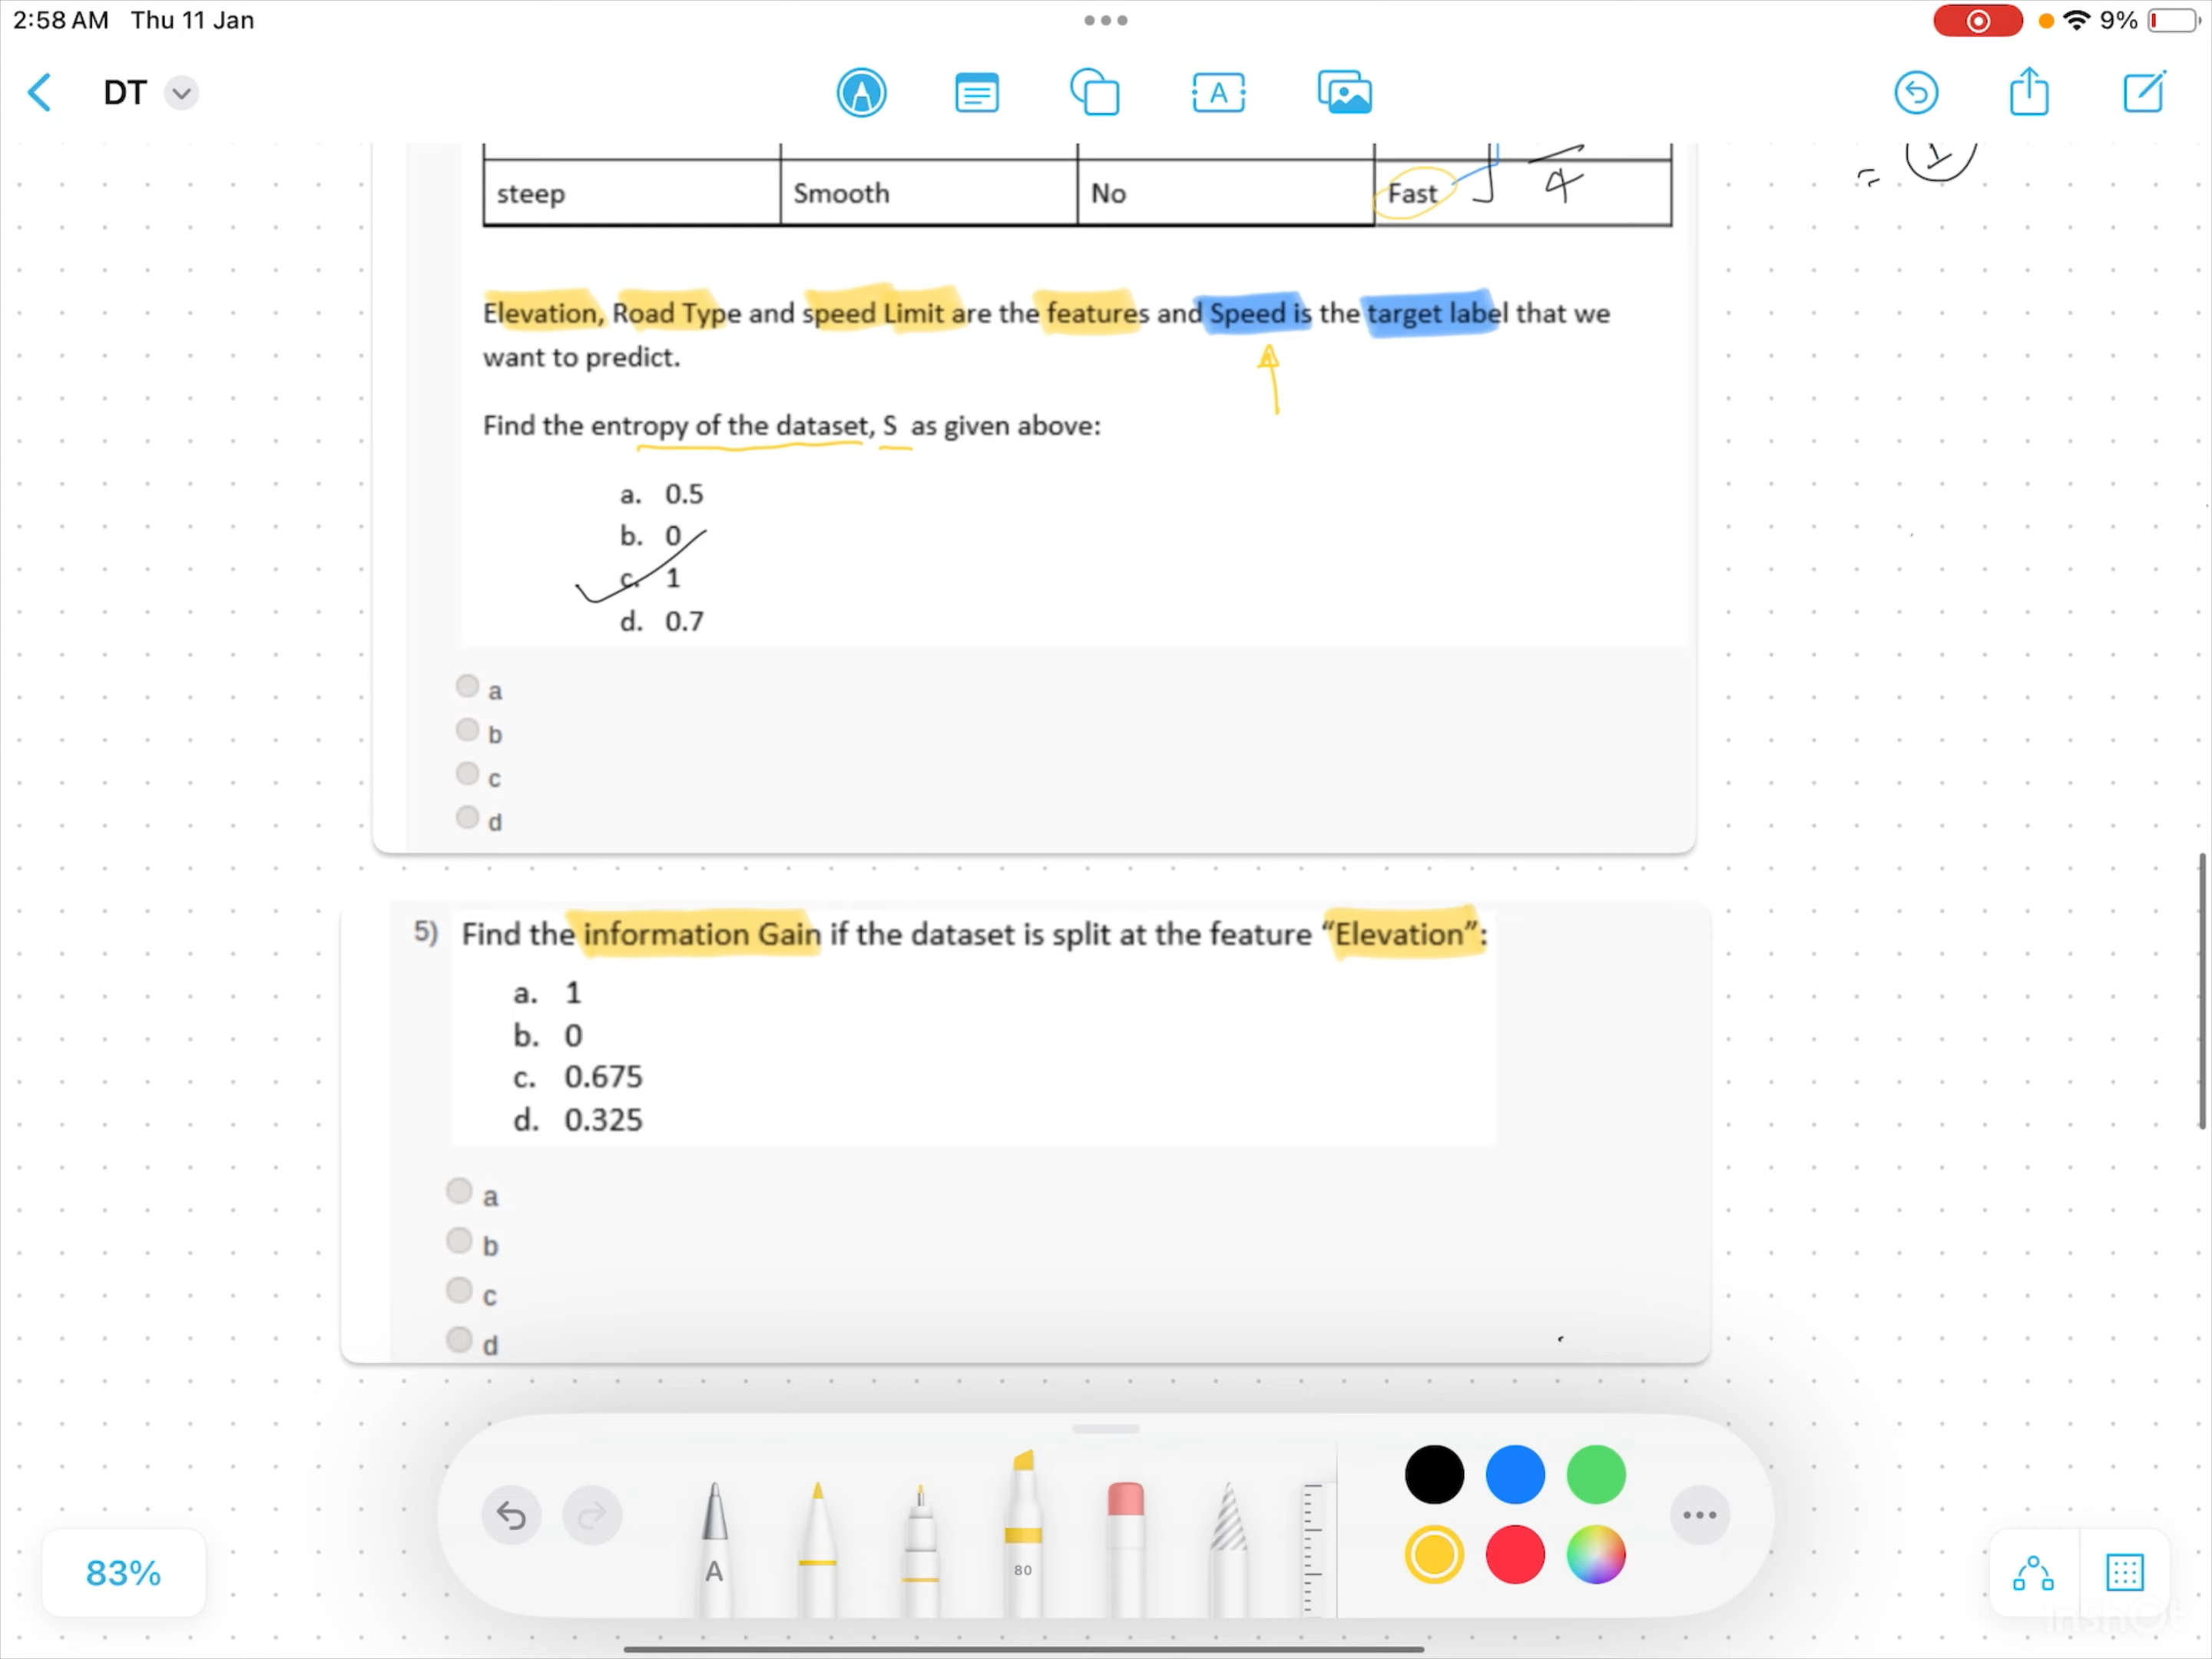 2:58 AM Thu 11 Jan
9%
DT
steep Smooth No Fast 4
= 1
Elevation, Road Type and speed Limit are the features and Speed is the target label that we
want to predict.
Find the entropy of the dataset, S as given above:
a. 0.5
b. 0
c. 1
d. 0.7
a
b
c
d
5) Find the information Gain if the dataset is split at the feature “Elevation”:
a. 1
b. 0
c. 0.675
d. 0.325
a
b
c
d
A
80
83%